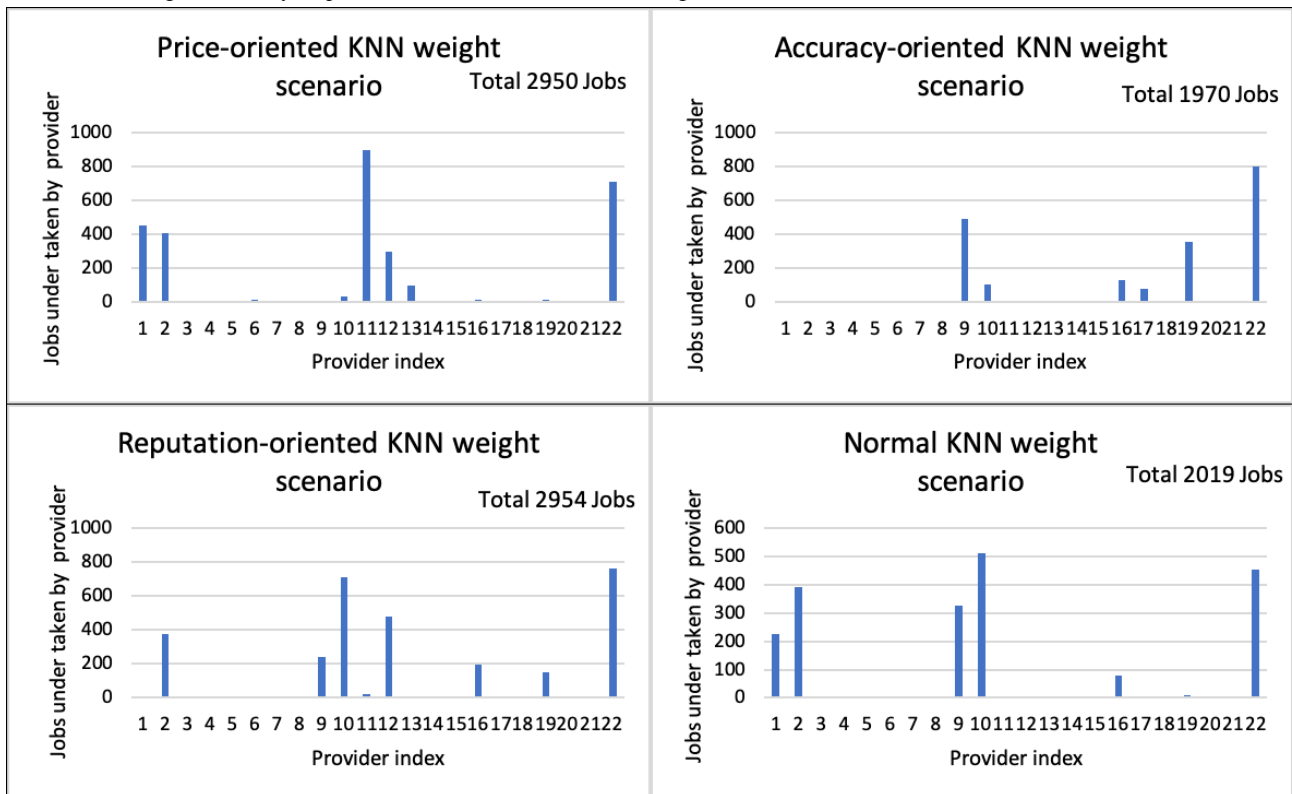 Price-oriented KNN weight
scenario
Total 2950 Jobs
Jobs under taken by provider
1000
800
600
400
200
0
1 2 3 4 5 6 7 8 9 10 11 12 13 14 15 16 17 18 19 20 21 22
Provider index
Accuracy-oriented KNN weight
scenario
Total 1970 Jobs
Jobs under taken by provider
1000
800
600
400
200
0
1 2 3 4 5 6 7 8 9 10 11 12 13 14 15 16 17 18 19 20 21 22
Provider index
Reputation-oriented KNN weight
scenario
Total 2954 Jobs
Jobs under taken by provider
1000
800
600
400
200
0
1 2 3 4 5 6 7 8 9 10 11 12 13 14 15 16 17 18 19 20 21 22
Provider index
Normal KNN weight
scenario
Total 2019 Jobs
Jobs under taken by provider
600
500
400
300
200
100
0
1 2 3 4 5 6 7 8 9 10 11 12 13 14 15 16 17 18 19 20 21 22
Provider index